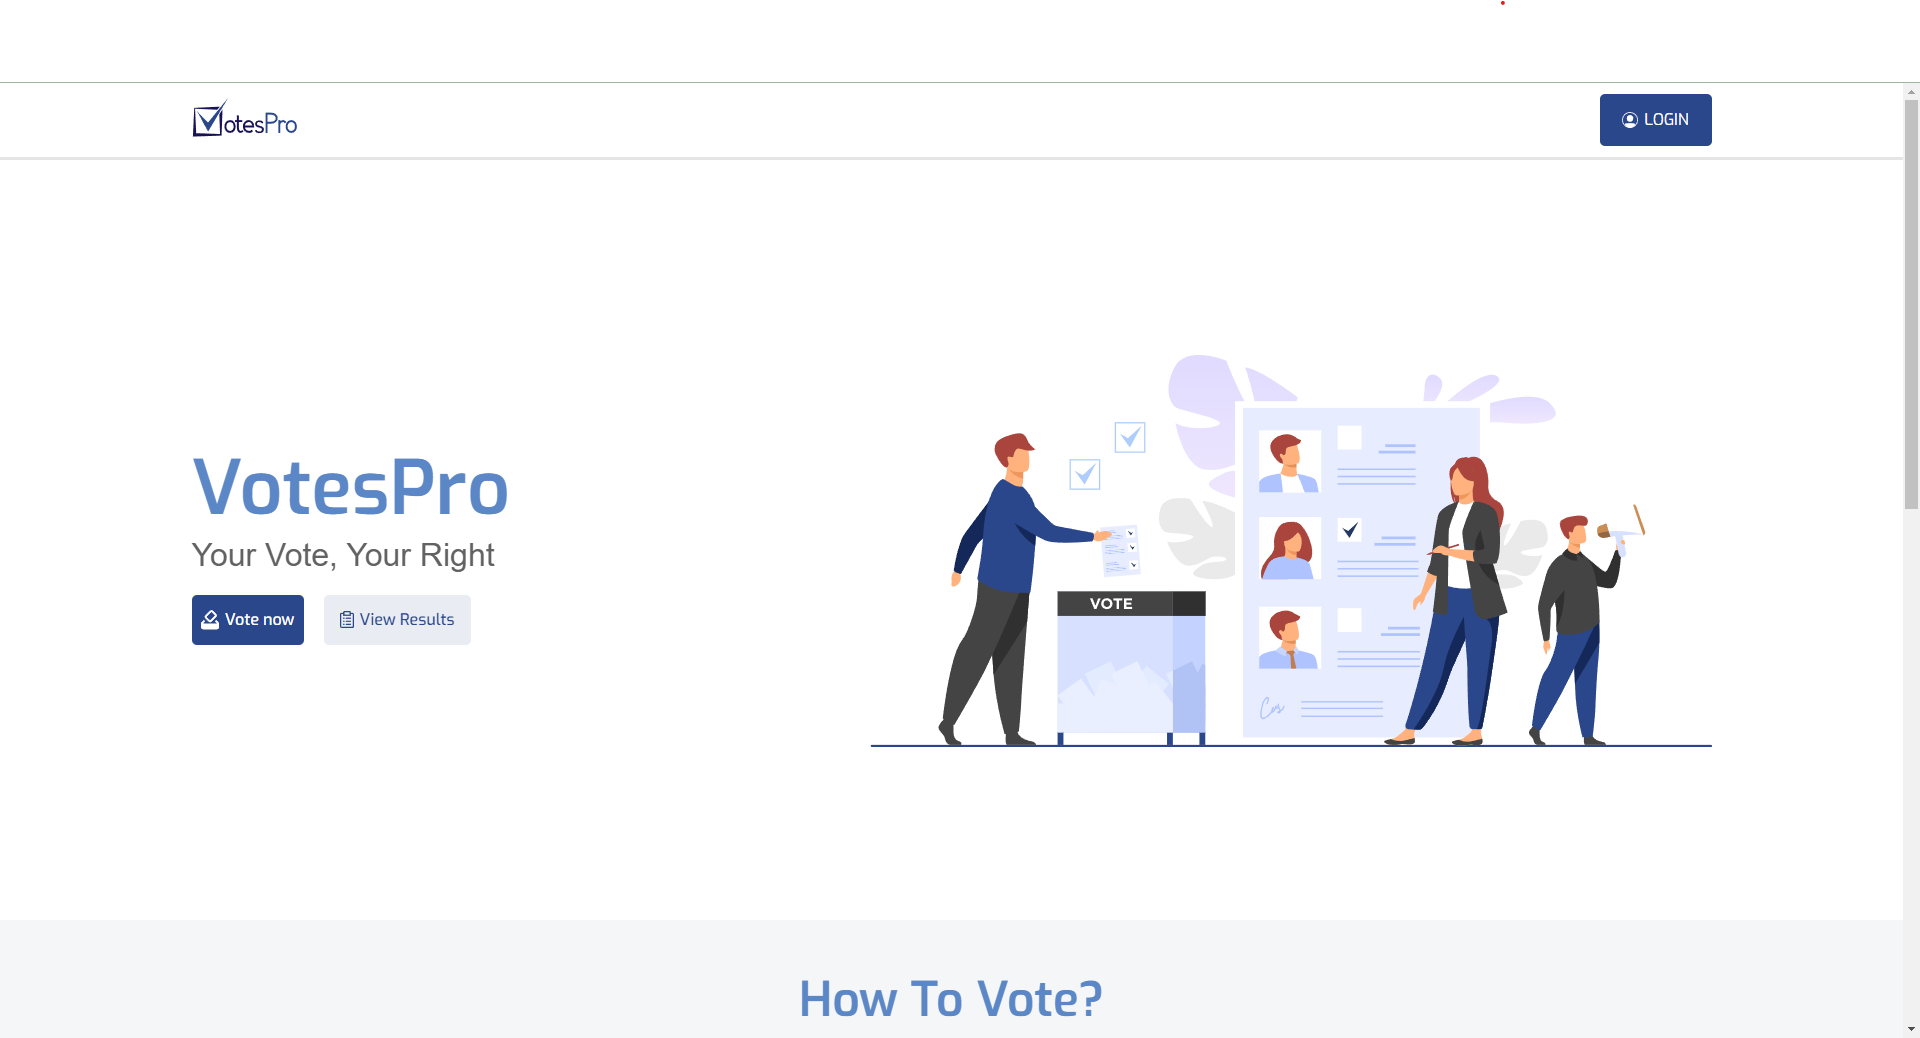 VotesPro
LOGIN
VotesPro
Your Vote, Your Right
Vote now
View Results
VOTE
How To Vote?